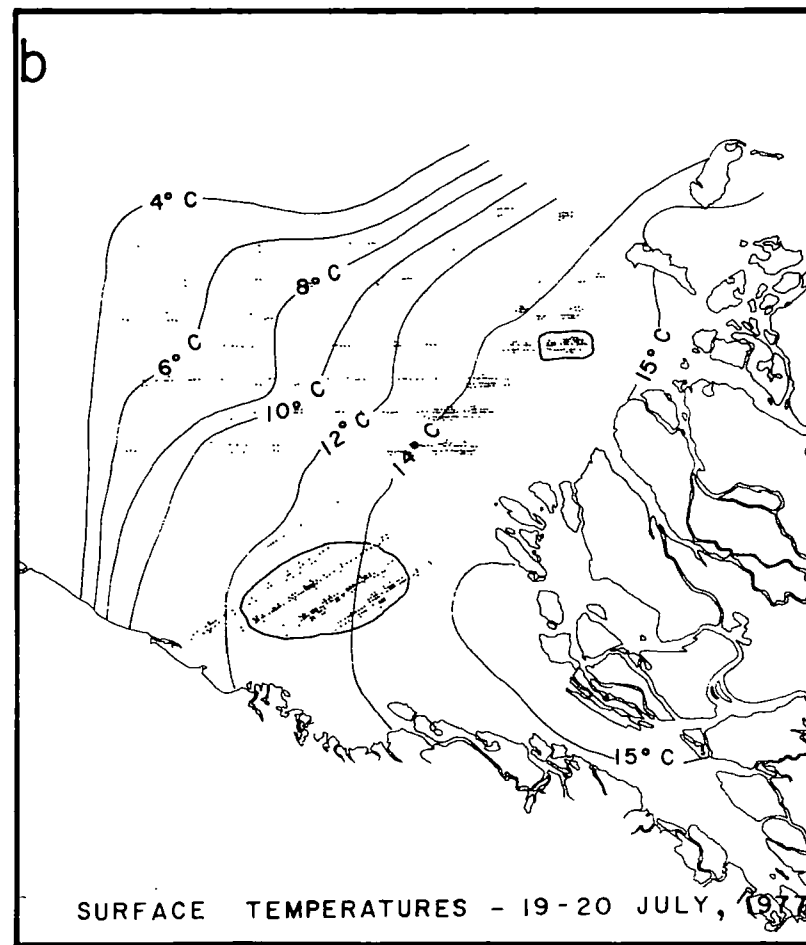 b
4° C
8° C
6° C
15° C
10° C
12° C
14° C
15° C
SURFACE TEMPERATURES - 19-20 JULY, 1977